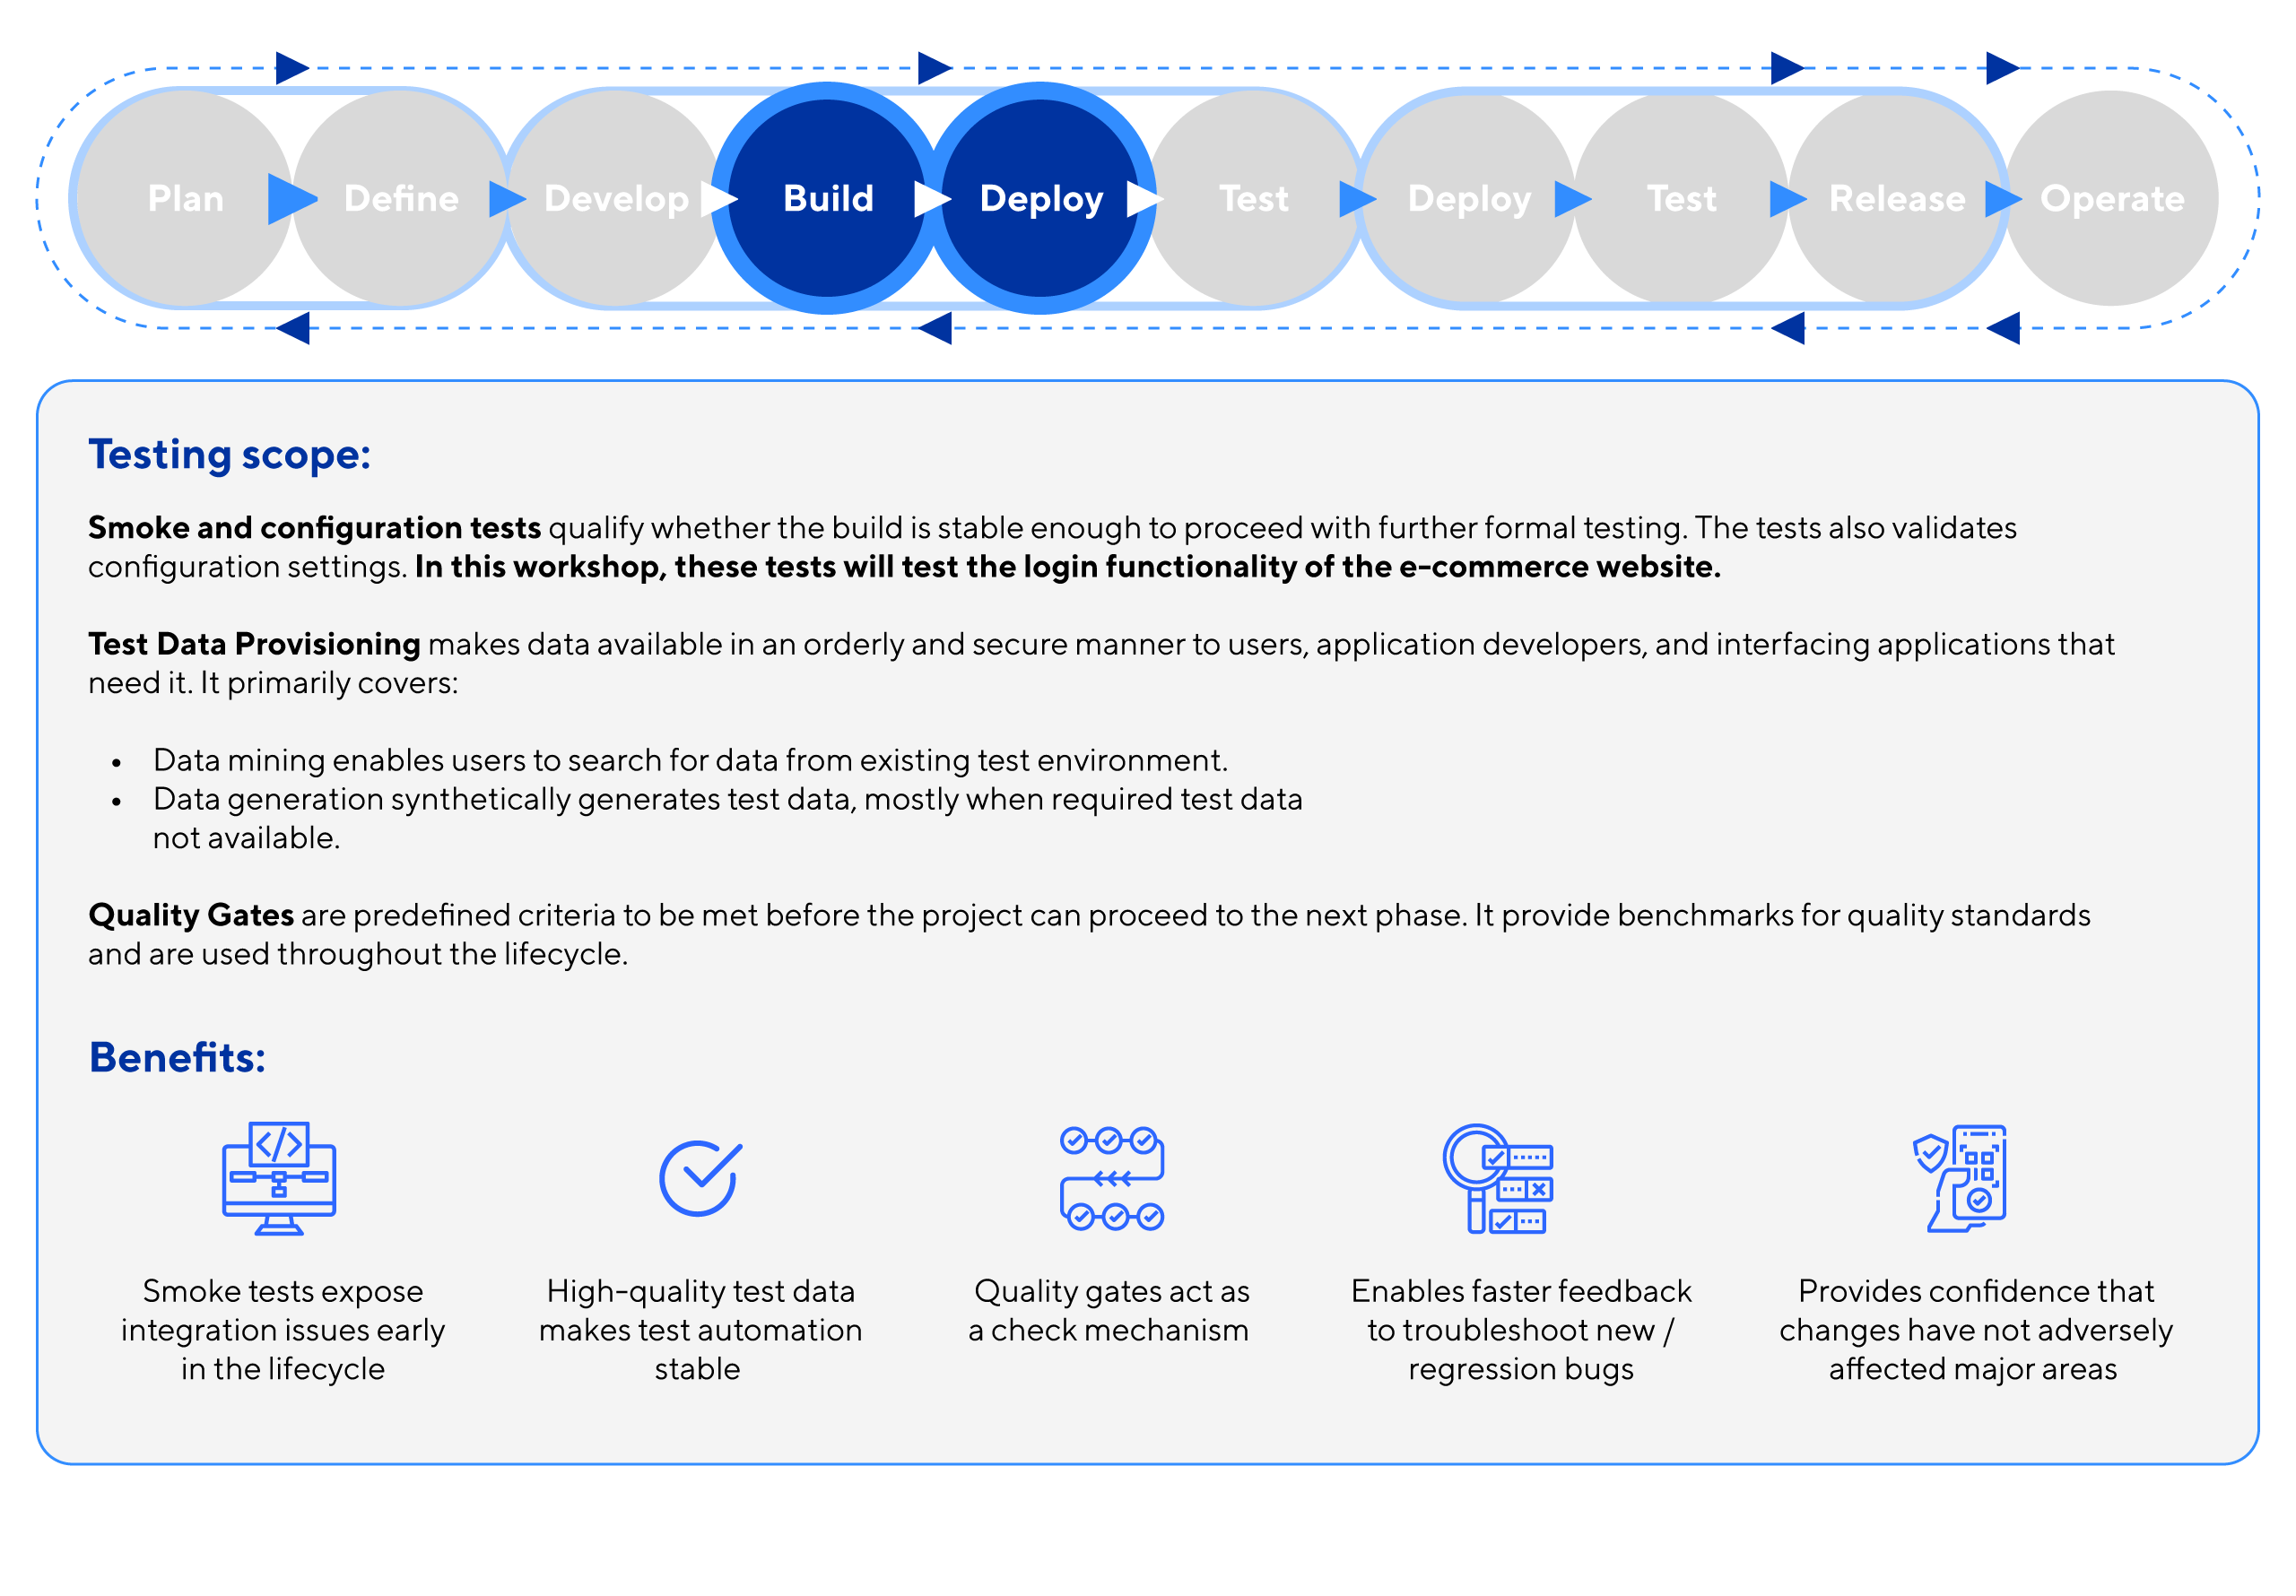 Plan
Define
Develop
Build
Deploy
Test
Deploy
Test
Release
Operate
Testing scope:
Smoke and configuration tests qualify whether the build is stable enough to proceed with further formal testing. The tests also validates
configuration settings. In this workshop, these tests will test the login functionality of the e-commerce website.
Test Data Provisioning makes data available in an orderly and secure manner to users, application developers, and interfacing applications that
need it. It primarily covers:
• Data mining enables users to search for data from existing test environment.
• Data generation synthetically generates test data, mostly when required test data
not available.
Quality Gates are predefined criteria to be met before the project can proceed to the next phase. It provide benchmarks for quality standards
and are used throughout the lifecycle.
Benefits:
Smoke tests expose
integration issues early
in the lifecycle
High-quality test data
makes test automation
stable
Quality gates act as
a check mechanism
Enables faster feedback
to troubleshoot new /
regression bugs
Provides confidence that
changes have not adversely
affected major areas